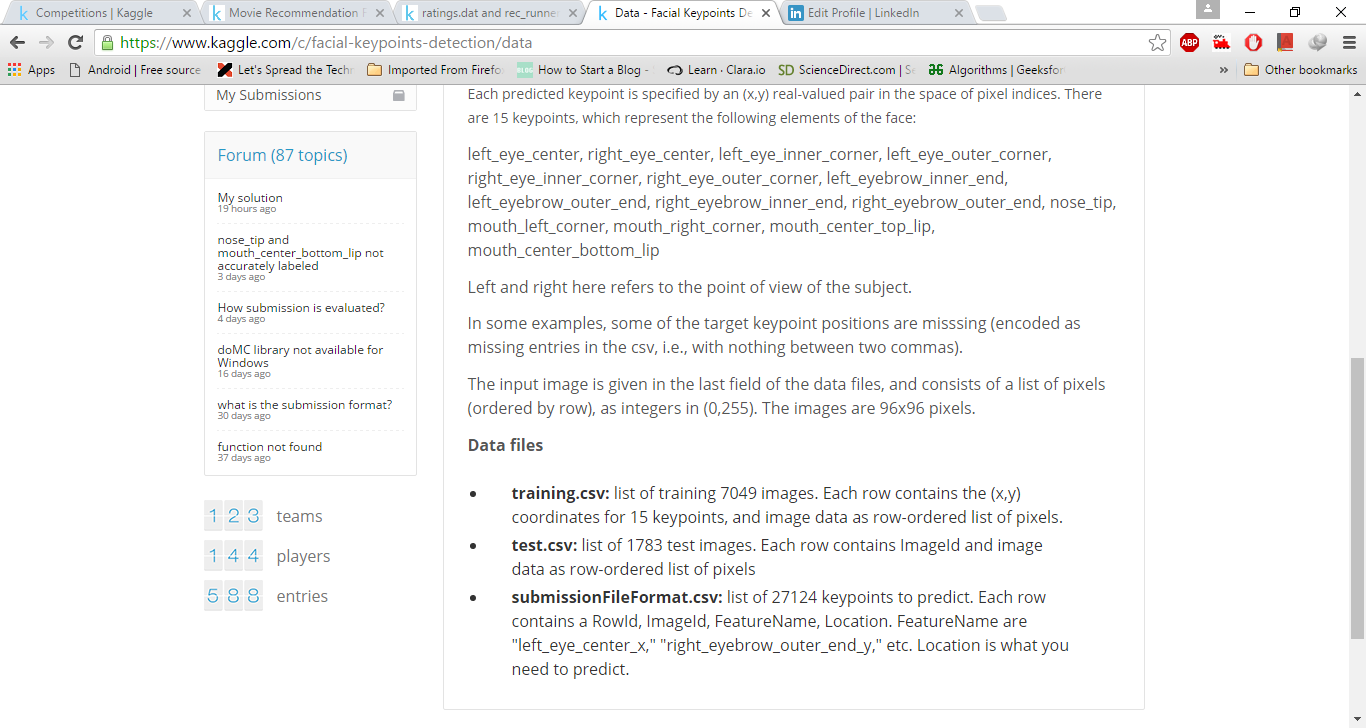 Competitions | Kaggle
Movie Recommendation
ratings.dat and rec_runne
Data - Facial Keypoints De
Edit Profile | LinkedIn
https://www.kaggle.com/c/facial-keypoints-detection/data
ABP
Apps
Android | Free source
Let's Spread the Techn
Imported From Firefo
BLOG How to Start a Blog -
Learn · Clara.io
SD ScienceDirect.com | Se
Algorithms | Geeksfor
»
Other bookmarks
My Submissions
Forum (87 topics)
My solution
19 hours ago
nose_tip and
mouth_center_bottom_lip not
accurately labeled
3 days ago
How submission is evaluated?
4 days ago
doMC library not available for
Windows
16 days ago
what is the submission format?
30 days ago
function not found
37 days ago
123 teams
144 players
588 entries
Each predicted keypoint is specified by an (x,y) real-valued pair in the space of pixel indices. There
are 15 keypoints, which represent the following elements of the face:
left_eye_center, right_eye_center, left_eye_inner_corner, left_eye_outer_corner,
right_eye_inner_corner, right_eye_outer_corner, left_eyebrow_inner_end,
left_eyebrow_outer_end, right_eyebrow_inner_end, right_eyebrow_outer_end, nose_tip,
mouth_left_corner, mouth_right_corner, mouth_center_top_lip,
mouth_center_bottom_lip
Left and right here refers to the point of view of the subject.
In some examples, some of the target keypoint positions are misssing (encoded as
missing entries in the csv, i.e., with nothing between two commas).
The input image is given in the last field of the data files, and consists of a list of pixels
(ordered by row), as integers in (0,255). The images are 96x96 pixels.
Data files
• training.csv: list of training 7049 images. Each row contains the (x,y)
coordinates for 15 keypoints, and image data as row-ordered list of pixels.
• test.csv: list of 1783 test images. Each row contains ImageId and image
data as row-ordered list of pixels
• submissionFileFormat.csv: list of 27124 keypoints to predict. Each row
contains a RowId, ImageId, FeatureName, Location. FeatureName are
"left_eye_center_x," "right_eyebrow_outer_end_y," etc. Location is what you
need to predict.